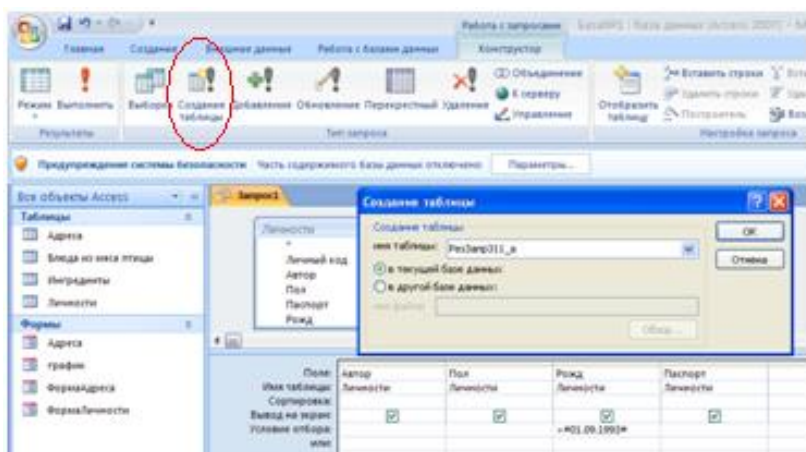 Работа с запросами
Главная Создание Внешние данные Работа с базами данных Конструктор
Режим Выполнить Выборка Создание таблицы Добавление Обновление Перекрестный Удаление
Объединение
К серверу
Управление
Отобразить таблицу
Вставить строки
Удалить строки
Построитель
Результаты Тип запроса Настройка запроса
Предупреждение системы безопасности Часть содержимого базы данных отключено Параметры...
Все объекты Access
Таблицы
Адреса
Блюда из мяса птицы
Ингредиенты
Личности
Формы
Адреса
график
ФормаАдреса
ФормаЛичности
Запрос1
Личности
*
Личный код
Автор
Пол
Паспорт
Рожд
Создание таблицы
Создание таблицы
имя таблицы: РезЗапр311_а
в текущей базе данных
в другой базе данных:
имя файла:
Обзор...
ОК
Отмена
Поле: Автор Пол Рожд Паспорт
Имя таблицы: Личности Личности Личности Личности
Сортировка:
Вывод на экран:
Условие отбора: #01.09.1993#
или: